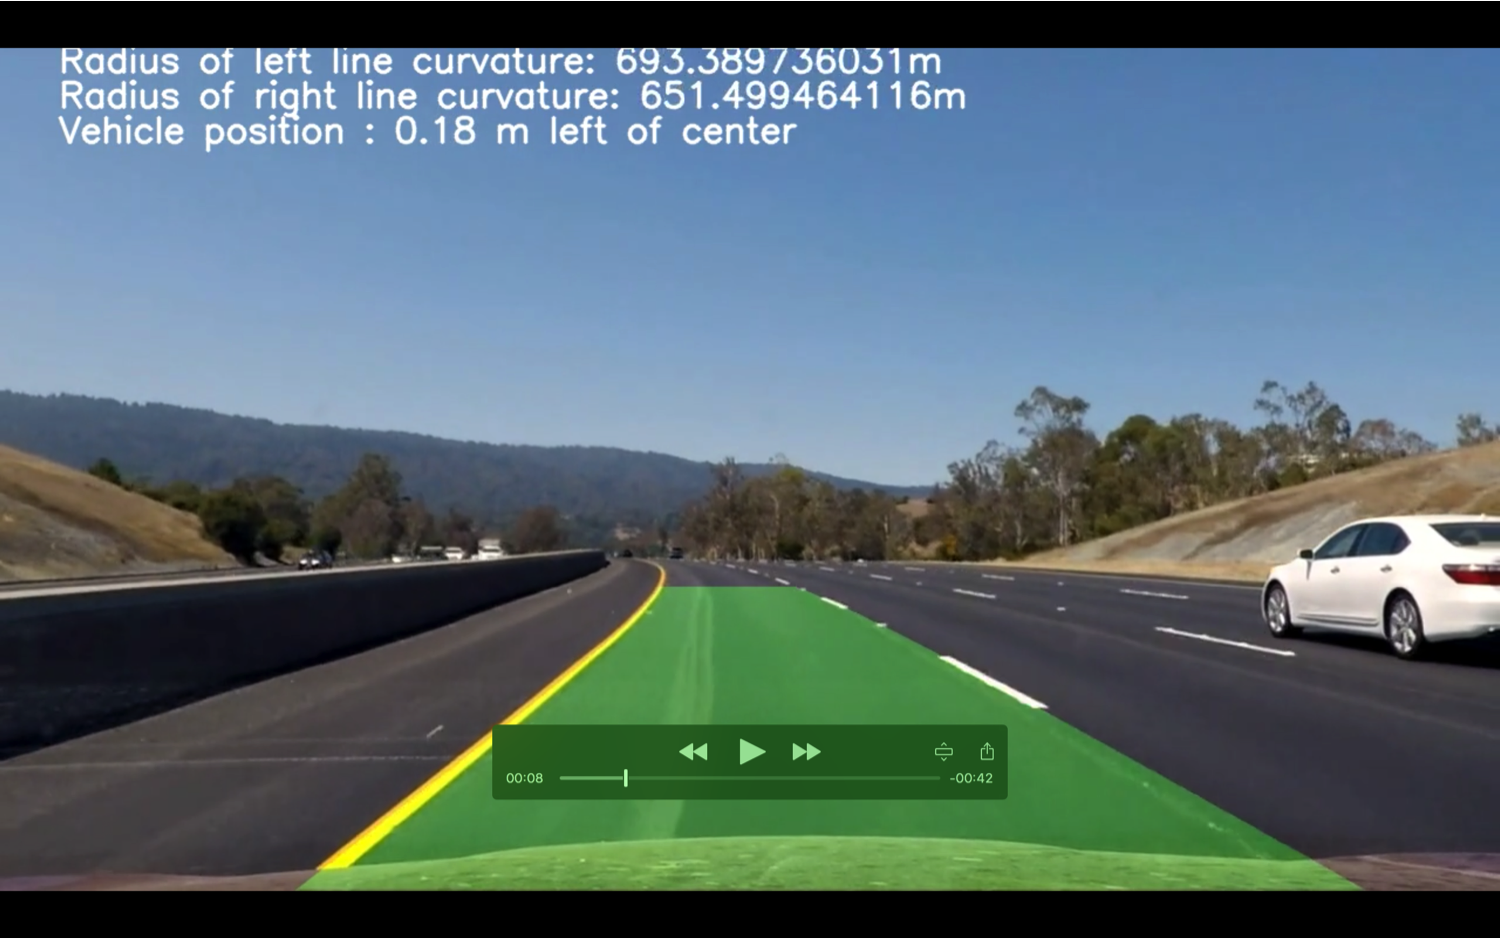 Radius of left line curvature: 693.389736031m
Radius of right line curvature: 651.499464116m
Vehicle position : 0.18 m left of center
00:08
-00:42